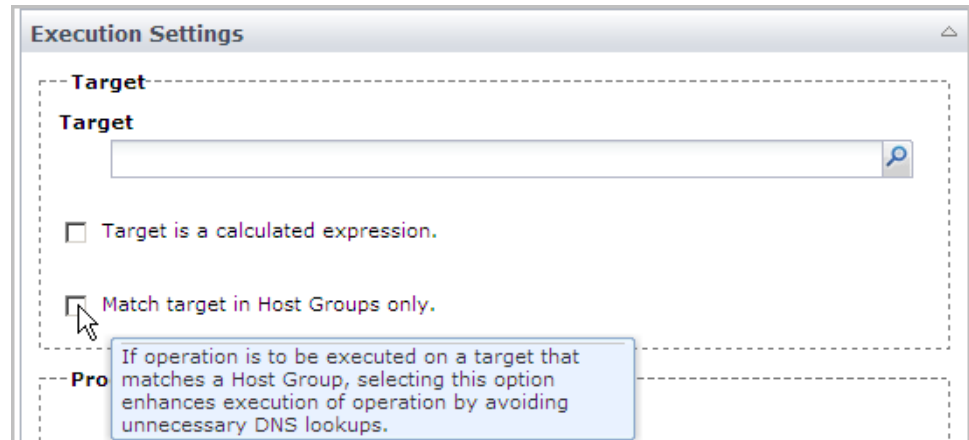 Execution Settings
Target
Target
Target is a calculated expression.
Match target in Host Groups only.
If operation is to be executed on a target that
matches a Host Group, selecting this option
enhances execution of operation by avoiding
unnecessary DNS lookups.
Pro